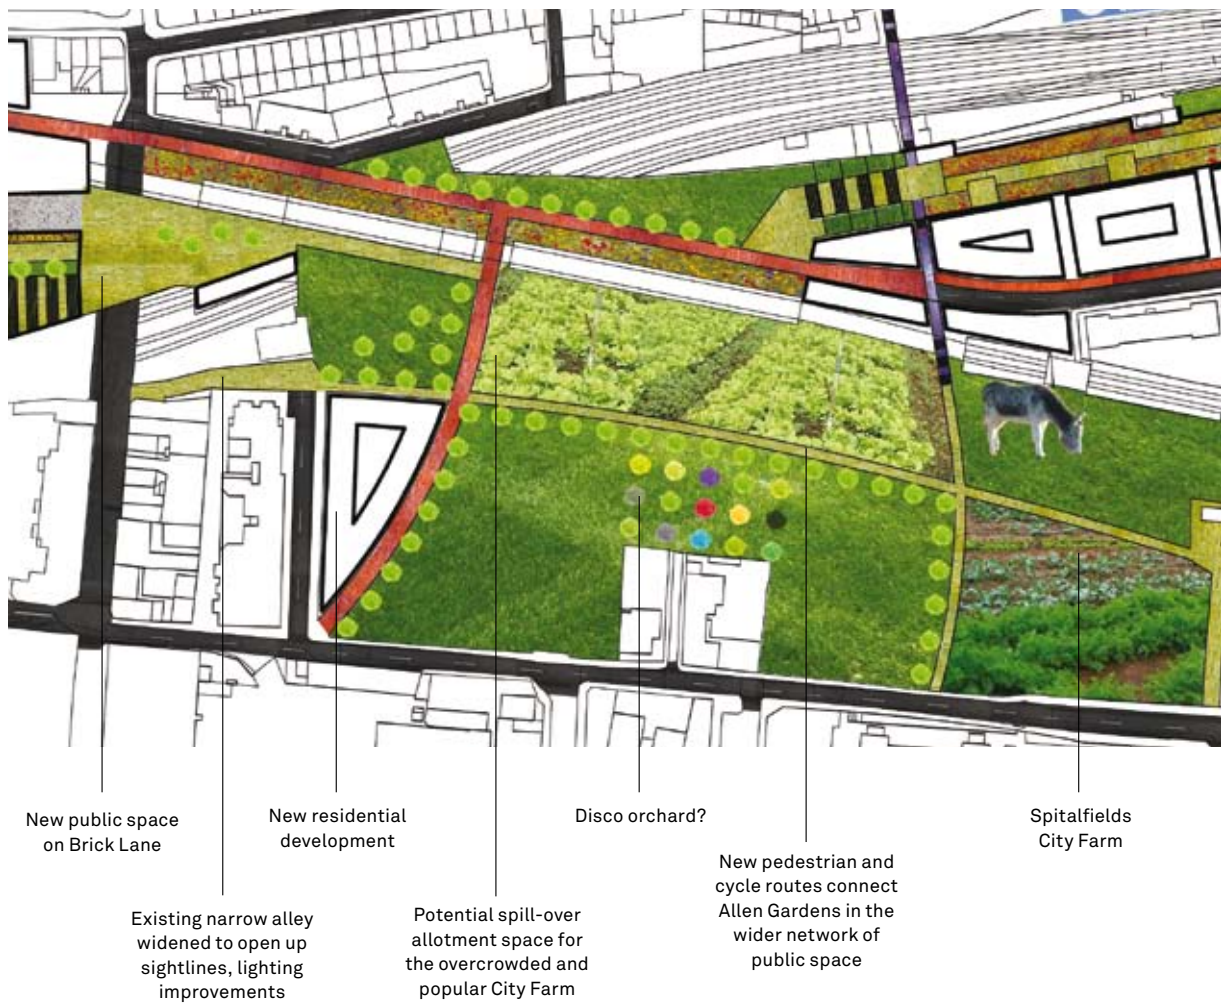 New public space
on Brick Lane
New residential
development
Disco orchard?
Spitalfields
City Farm
Existing narrow alley
widened to open up
sightlines, lighting
improvements
Potential spill-over
allotment space for
the overcrowded and
popular City Farm
New pedestrian and
cycle routes connect
Allen Gardens in the
wider network of
public space